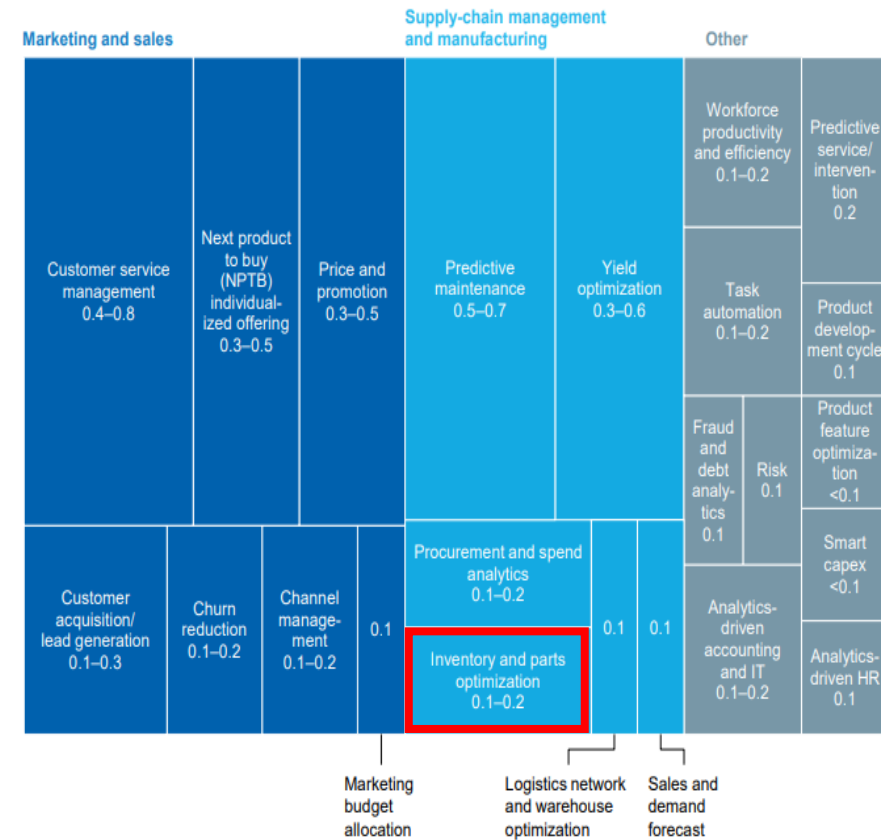 Marketing and sales
Supply-chain management
and manufacturing
Other
Customer service
management
0.4–0.8
Next product
to buy
(NPTB)
individual-
ized offering
0.3–0.5
Price and
promotion
0.3–0.5
Customer
acquisition/
lead generation
0.1–0.3
Churn
reduction
0.1–0.2
Channel
manage-
ment
0.1–0.2
0.1
Marketing
budget
allocation
Predictive
maintenance
0.5–0.7
Yield
optimization
0.3–0.6
Procurement and spend
analytics
0.1–0.2
Inventory and parts
optimization
0.1–0.2
0.1
Logistics network
and warehouse
optimization
0.1
Sales and
demand
forecast
Workforce
productivity
and efficiency
0.1–0.2
Predictive
service/
interven-
tion
0.2
Task
automation
0.1–0.2
Product
develop-
ment cycle
0.1
Fraud
and
debt
analy-
tics
0.1
Risk
0.1
Product
feature
optimiza-
tion
<0.1
Smart
capex
<0.1
Analytics-
driven
accounting
and IT
0.1–0.2
Analytics-
driven HR
0.1